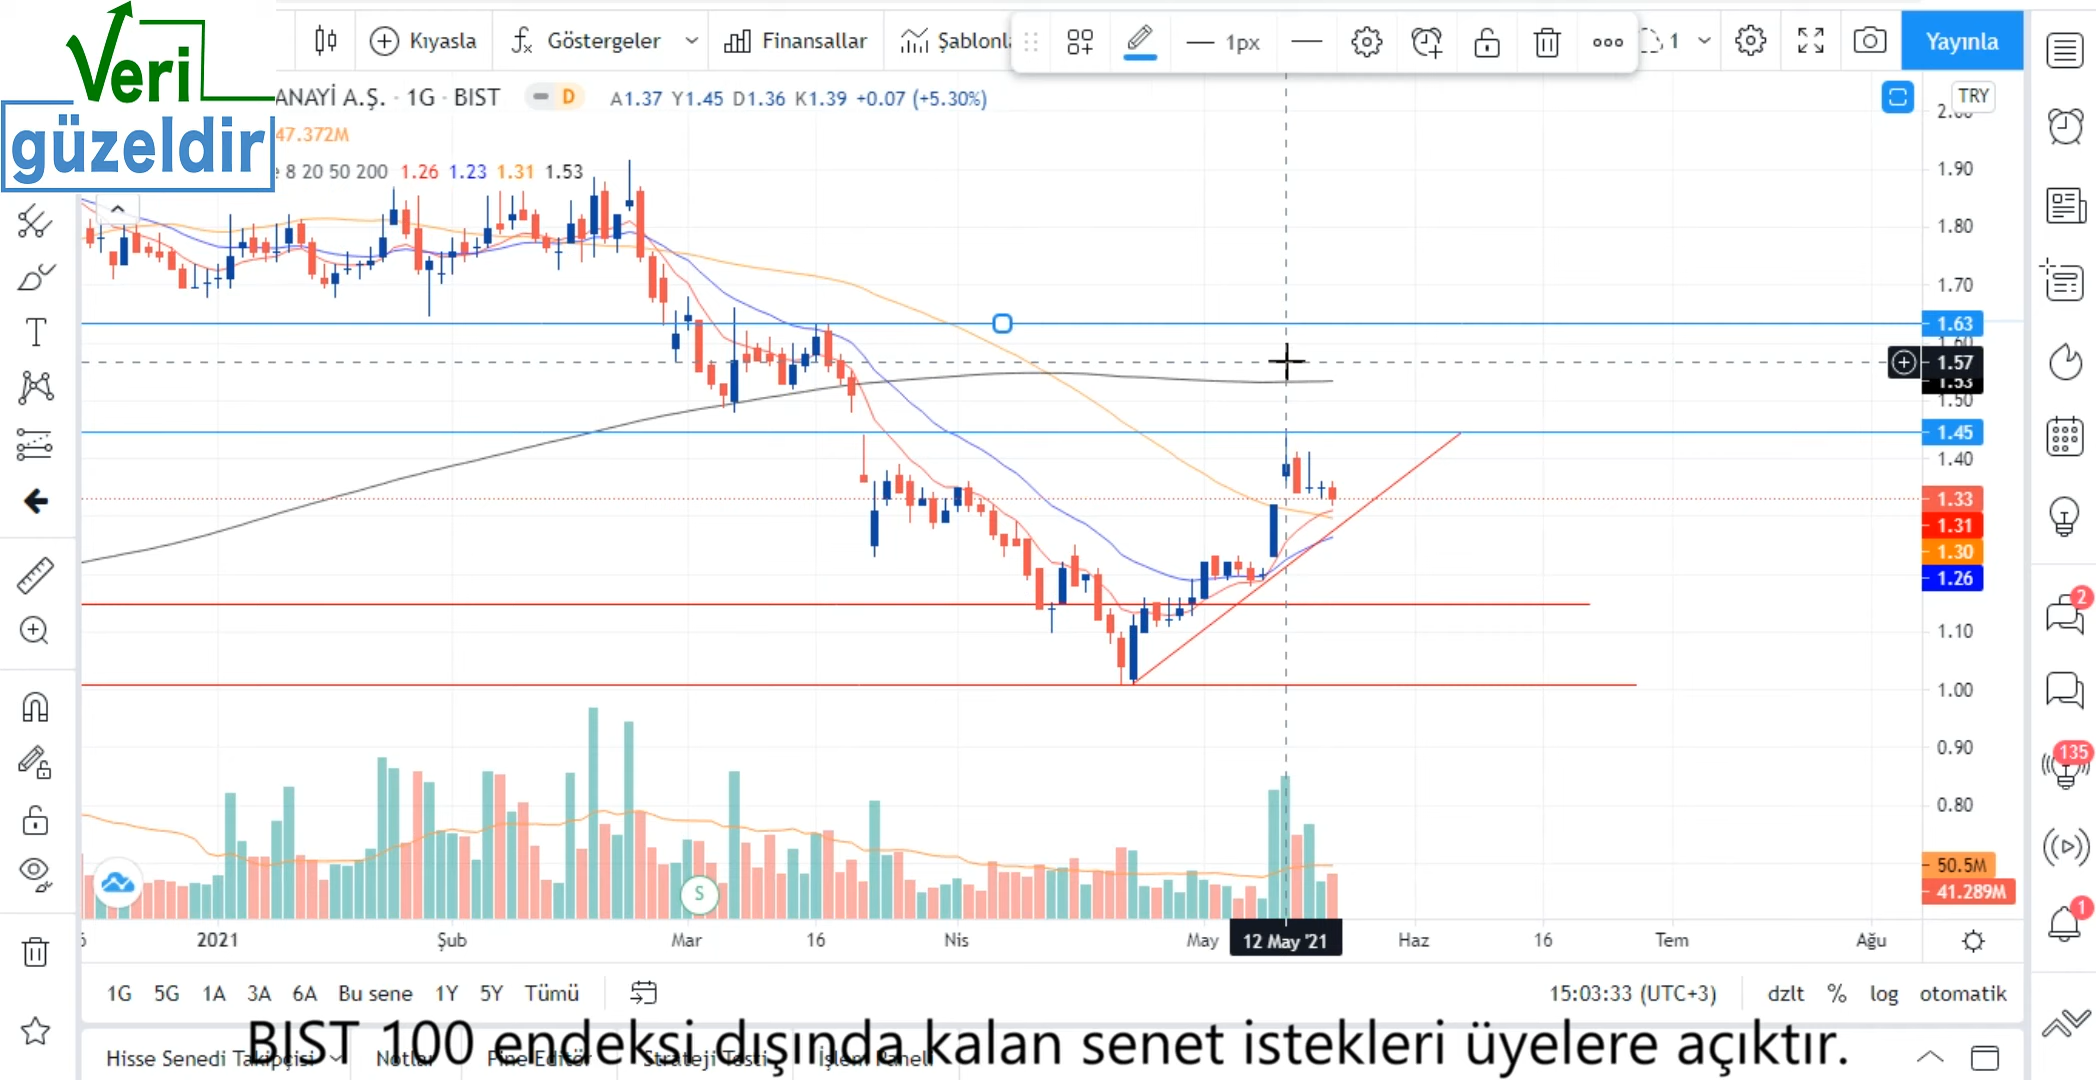 Veri
güzeldir
Kıyasla
Göstergeler
Finansallar
1px
1
Yayınla
ANAYİ A.Ş. · 1G · BIST
D
A1.37 Y1.45 D1.36 K1.39 +0.07 (+5.30%)
TRY
47.372M
8 20 50 200 1.26 1.23 1.31 1.53
1.90
1.80
1.70
1.63
1.57
1.53
1.50
1.45
1.40
1.33
1.31
1.30
1.26
1.10
1.00
0.90
0.80
50.5M
41.289M
S
2
135
1
2021 Şub Mar 16 Nis May 12 May '21 Haz 16 Tem Ağu
1G 5G 1A 3A 6A Bu sene 1Y 5Y Tümü
15:03:33 (UTC+3) dzlt % log otomatik
BIST 100 endeksi dışında kalan senet istekleri üyelere açıktır.
Hisse Senedi Takipçisi Notlar Pine Editör Strateji Testi İşlem Paneli